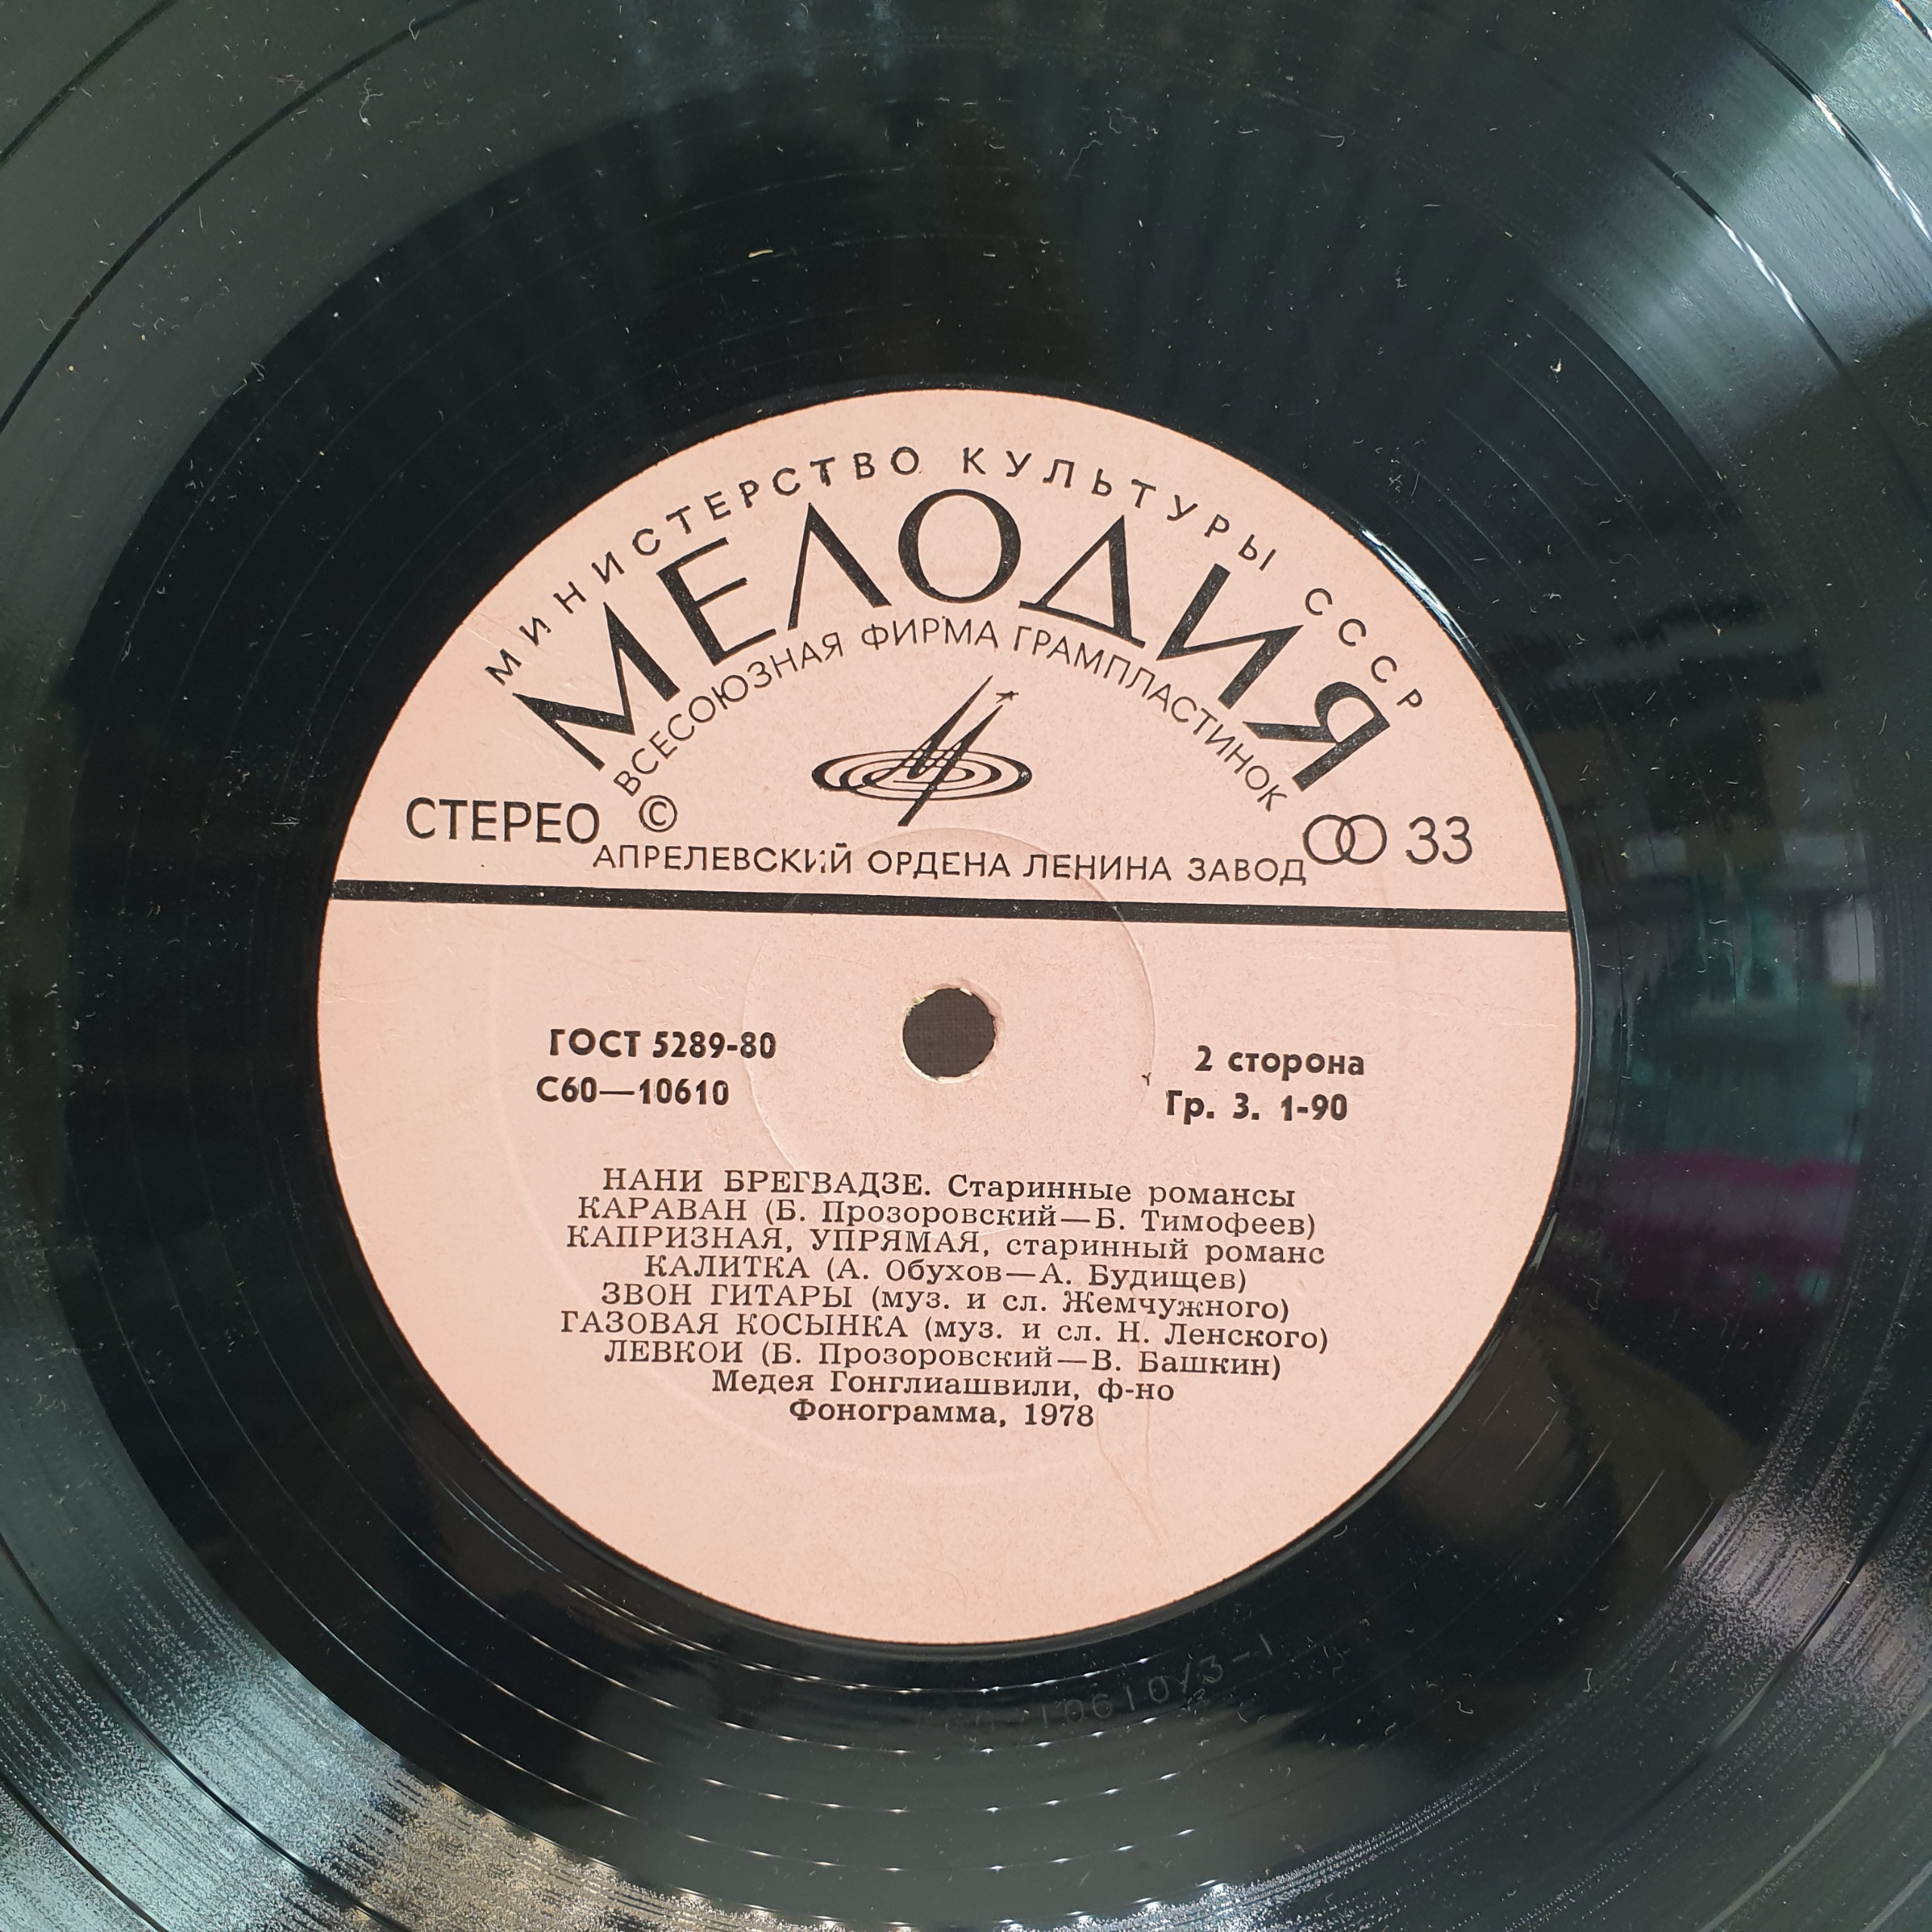 МИНИСТЕРСТВО КУЛЬТУРЫ СССР
МЕЛОДИЯ
ВСЕСОЮЗНАЯ ФИРМА ГРАМПЛАСТИНОК
СТЕРЕО ©
33
АПРЕЛЕВСКИЙ ОРДЕНА ЛЕНИНА ЗАВОД
ГОСТ 5289-80
С60—10610
2 сторона
Гр. 3. 1-90
НАНИ БРЕГВАДЗЕ. Старинные романсы
КАРАВАН (Б. Прозоровский—Б. Тимофеев)
КАПРИЗНАЯ, УПРЯМАЯ, старинный романс
КАЛИТКА (А. Обухов—А. Будищев)
ЗВОН ГИТАРЫ (муз. и сл. Жемчужного)
ГАЗОВАЯ КОСЫНКА (муз. и сл. Н. Ленского)
ЛЕВКОИ (Б. Прозоровский—В. Башкин)
Медея Гонглиашвили, ф-но
Фонограмма, 1978